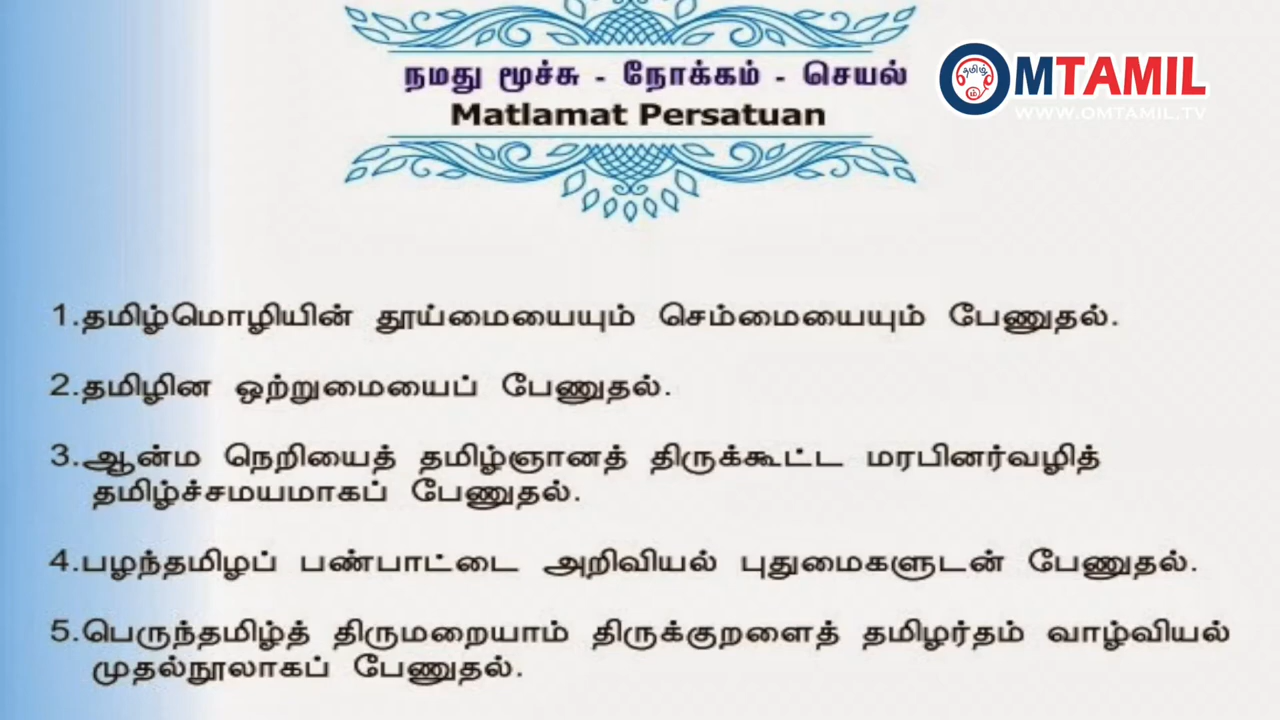 நமது மூச்சு - நோக்கம் - செயல்
Matlamat Persatuan
OMTAMIL
WWW.OMTAMIL.TV
1.தமிழ்மொழியின் தூய்மையையும் செம்மையையும் பேணுதல்.
2.தமிழின ஒற்றுமையைப் பேணுதல்.
3.ஆன்ம நெறியைத் தமிழ்ஞானத் திருக்கூட்ட மரபினர்வழித்
தமிழ்ச்சமயமாகப் பேணுதல்.
4.பழந்தமிழப் பண்பாட்டை அறிவியல் புதுமைகளுடன் பேணுதல்.
5.பெருந்தமிழ்த் திருமறையாம் திருக்குறளைத் தமிழர்தம் வாழ்வியல்
முதல்நூலாகப் பேணுதல்.